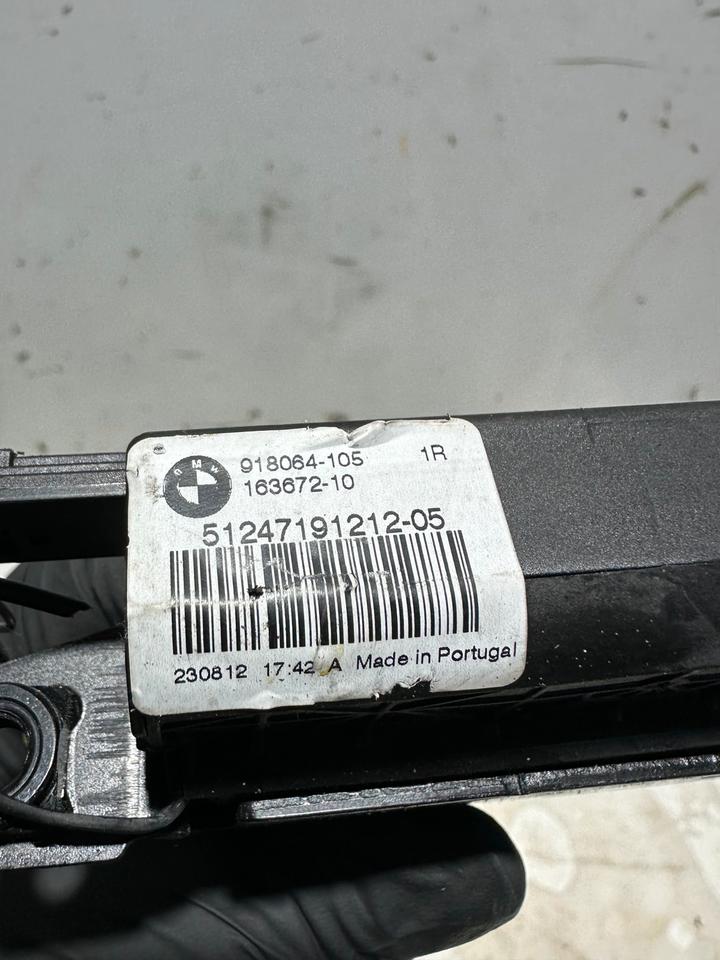 BMW
918064-105 1R
163672-10
51247191212-05
230812 17:42 A Made in Portugal